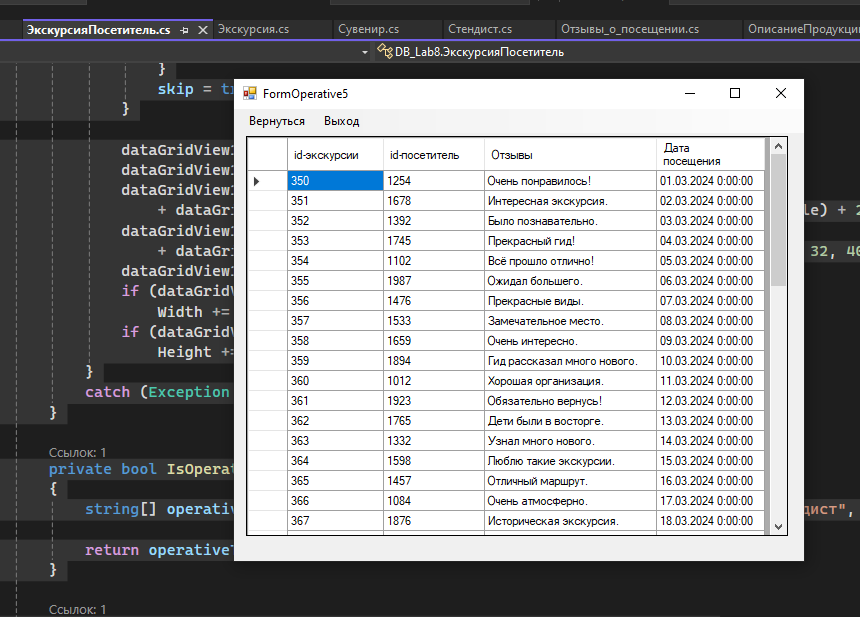 ЭкскурсияПосетитель.cs Экскурсия.cs Сувенир.cs Стендист.cs Отзывы_о_посещении.cs ОписаниеПродукции
DB_Lab8.ЭкскурсияПосетитель
}
skip = tr
}
FormOperative5
Вернуться Выход
id-экскурсии id-посетитель Отзывы Дата посещения
350 1254 Очень понравилось! 01.03.2024 0:00:00
351 1678 Интересная экскурсия. 02.03.2024 0:00:00
352 1392 Было познавательно. 03.03.2024 0:00:00
353 1745 Прекрасный гид! 04.03.2024 0:00:00
354 1102 Всё прошло отлично! 05.03.2024 0:00:00
355 1987 Ожидал большего. 06.03.2024 0:00:00
356 1476 Прекрасные виды. 07.03.2024 0:00:00
357 1533 Замечательное место. 08.03.2024 0:00:00
358 1659 Очень интересно. 09.03.2024 0:00:00
359 1894 Гид рассказал много нового. 10.03.2024 0:00:00
360 1012 Хорошая организация. 11.03.2024 0:00:00
361 1923 Обязательно вернусь! 12.03.2024 0:00:00
362 1765 Дети были в восторге. 13.03.2024 0:00:00
363 1332 Узнал много нового. 14.03.2024 0:00:00
364 1598 Люблю такие экскурсии. 15.03.2024 0:00:00
365 1457 Отличный маршрут. 16.03.2024 0:00:00
366 1084 Очень атмосферно. 17.03.2024 0:00:00
367 1876 Историческая экскурсия. 18.03.2024 0:00:00
dataGridView
dataGridView
dataGridView
+ dataGri le) + 2
dataGridView
+ dataGri 32, 40
dataGridView
if (dataGridV
Width +=
if (dataGridV
Height +=
}
catch (Exception
}
Ссылок: 1
private bool IsOperat
{
string[] operativ дист",
return operative
}
Ссылок: 1